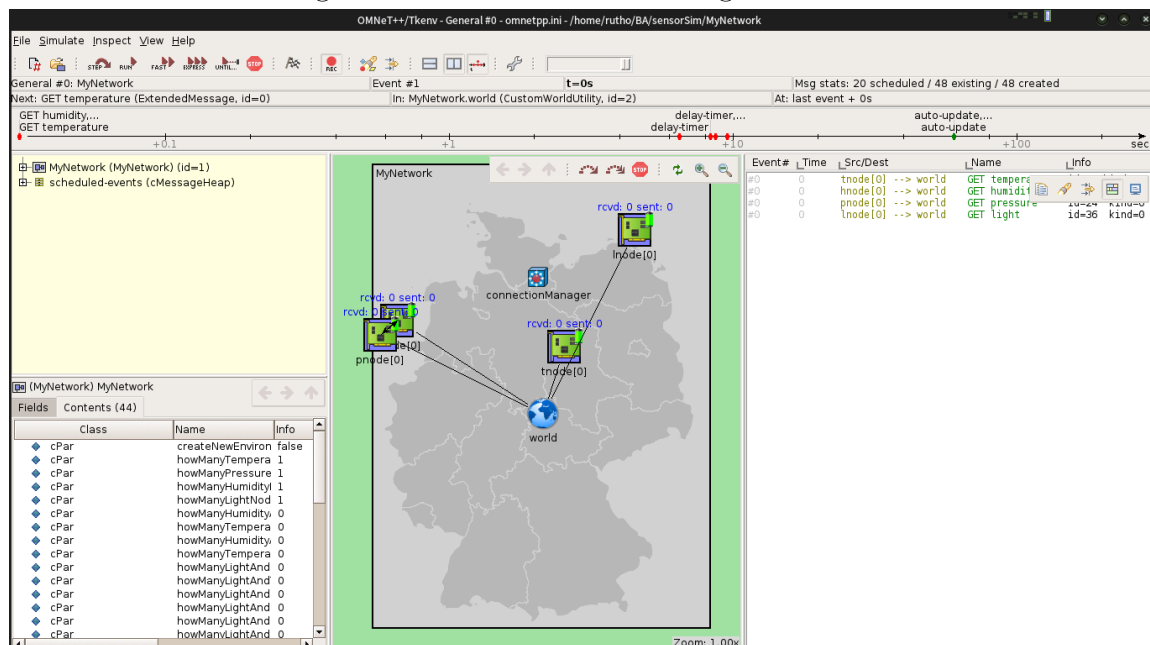 OMNeT++/Tkenv - General #0 - omnetpp.ini - /home/rutho/BA/sensorSim/MyNetwork
File Simulate Inspect View Help
STEP RUN FAST EXPRESS UNTIL... STOP REC
General #0: MyNetwork Event #1 t=0s Msg stats: 20 scheduled / 48 existing / 48 created
Next: GET temperature (ExtendedMessage, id=0) In: MyNetwork.world (CustomWorldUtility, id=2) At: last event + 0s
GET humidity,... delay-timer,... auto-update,...
GET temperature delay-timer auto-update
+0.1 +1 +10 +100 sec
MyNetwork (MyNetwork) (id=1)
scheduled-events (cMessageHeap)
MyNetwork
STOP
rcvd: 0 sent: 0
lnode[0]
connectionManager
rcvd: 0 sent: 0
rcvd: 0 sent: 0
pnode[0]
rcvd: 0 sent: 0
tnode[0]
world
Zoom: 1.00x
Event# Time Src/Dest Name Info
#0 0 tnode[0] --> world GET tempera
#0 0 hnode[0] --> world GET humidit
#0 0 pnode[0] --> world GET pressure id=24 kind=0
#0 0 lnode[0] --> world GET light id=36 kind=0
(MyNetwork) MyNetwork
Fields Contents (44)
Class Name Info
cPar createNewEnviron false
cPar howManyTempera 1
cPar howManyPressure 1
cPar howManyHumidityI 1
cPar howManyLightNod 1
cPar howManyHumidity 0
cPar howManyTempera 0
cPar howManyHumidity 0
cPar howManyTempera 0
cPar howManyLightAnd 0
cPar howManyLightAnd 0
cPar howManyLightAnd 0
cPar howManyLightAnd 0
cPar howManyLightAnd 0
cPar howManyLightAnd 0